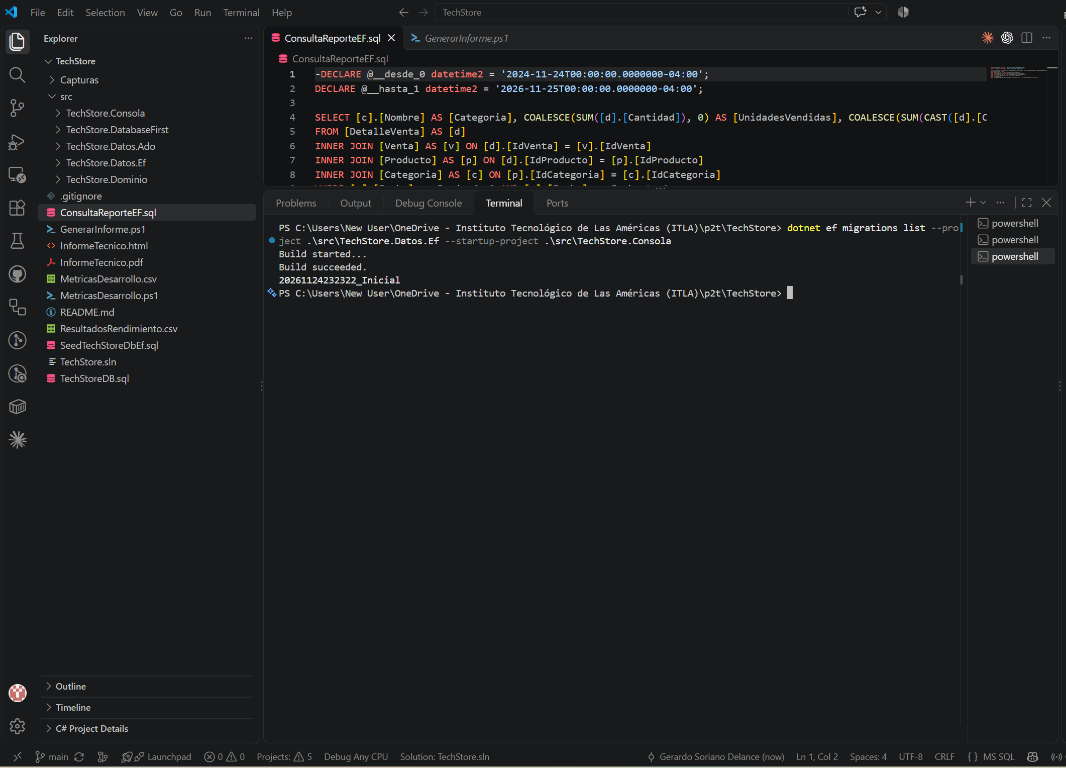 File Edit Selection View Go Run Terminal Help
TechStore
Explorer
TechStore
Capturas
src
TechStore.Consola
TechStore.DatabaseFirst
TechStore.Datos.Ado
TechStore.Datos.Ef
TechStore.Dominio
.gitignore
ConsultaReporteEF.sql
GenerarInforme.ps1
InformeTecnico.html
InformeTecnico.pdf
MetricasDesarrollo.csv
MetricasDesarrollo.ps1
README.md
ResultadosRendimiento.csv
SeedTechStoreDbEf.sql
TechStore.sln
TechStoreDB.sql
Outline
Timeline
C# Project Details
ConsultaReporteEF.sql GenerarInforme.ps1
ConsultaReporteEF.sql
1 -DECLARE @__desde_0 datetime2 = '2024-11-24T00:00:00.0000000-04:00';
2 DECLARE @__hasta_1 datetime2 = '2026-11-25T00:00:00.0000000-04:00';
3
4 SELECT [c].[Nombre] AS [Categoria], COALESCE(SUM([d].[Cantidad]), 0) AS [UnidadesVendidas], COALESCE(SUM(CAST([d].[C
5 FROM [DetalleVenta] AS [d]
6 INNER JOIN [Venta] AS [v] ON [d].[IdVenta] = [v].[IdVenta]
7 INNER JOIN [Producto] AS [p] ON [d].[IdProducto] = [p].[IdProducto]
8 INNER JOIN [Categoria] AS [c] ON [p].[IdCategoria] = [c].[IdCategoria]
Problems Output Debug Console Terminal Ports
PS C:\Users\New User\OneDrive - Instituto Tecnológico de Las Américas (ITLA)\p2t\TechStore> dotnet ef migrations list --pro
ject .\src\TechStore.Datos.Ef --startup-project .\src\TechStore.Consola
Build started...
Build succeeded.
20261124232322_Inicial
PS C:\Users\New User\OneDrive - Instituto Tecnológico de Las Américas (ITLA)\p2t\TechStore>
powershell
powershell
powershell
main Launchpad 0 0 Projects: 5 Debug Any CPU Solution: TechStore.sln Gerardo Soriano Delance (now) Ln 1, Col 2 Spaces: 4 UTF-8 CRLF {} MS SQL